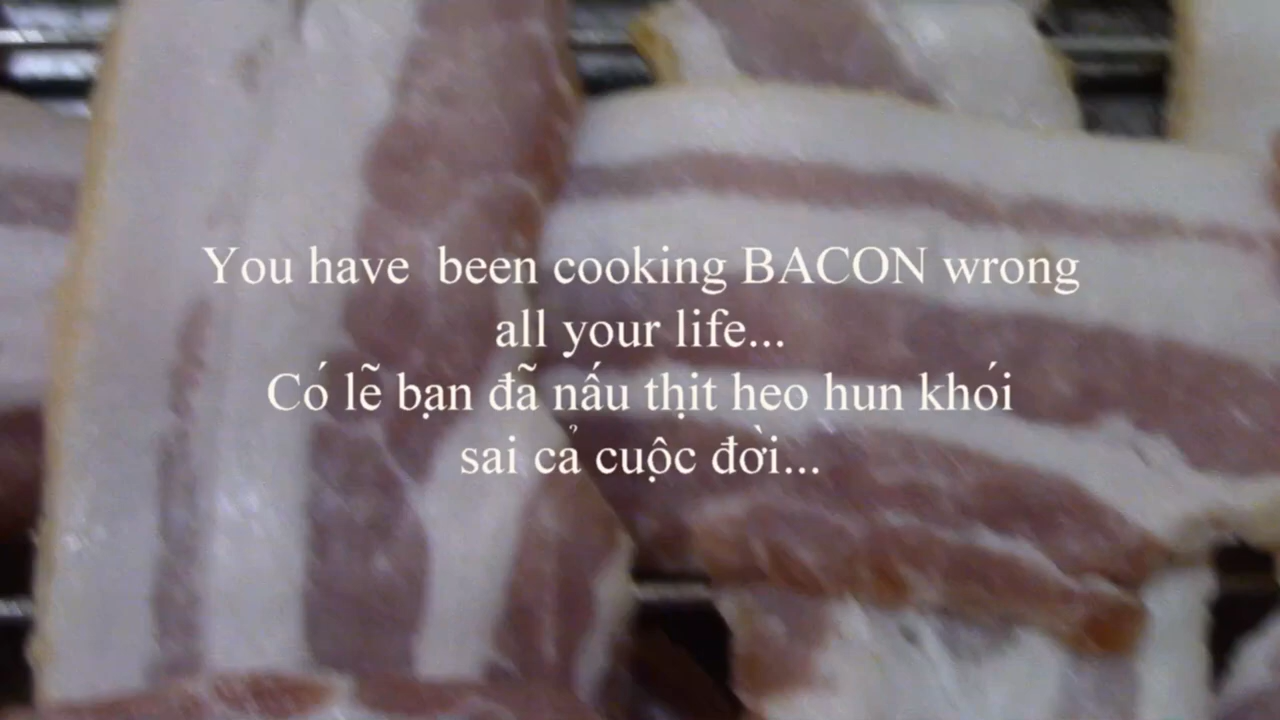 You have  been cooking BACON wrong
all your life...
Có lẽ bạn đã nấu thịt heo hun khói
sai cả cuộc đời...